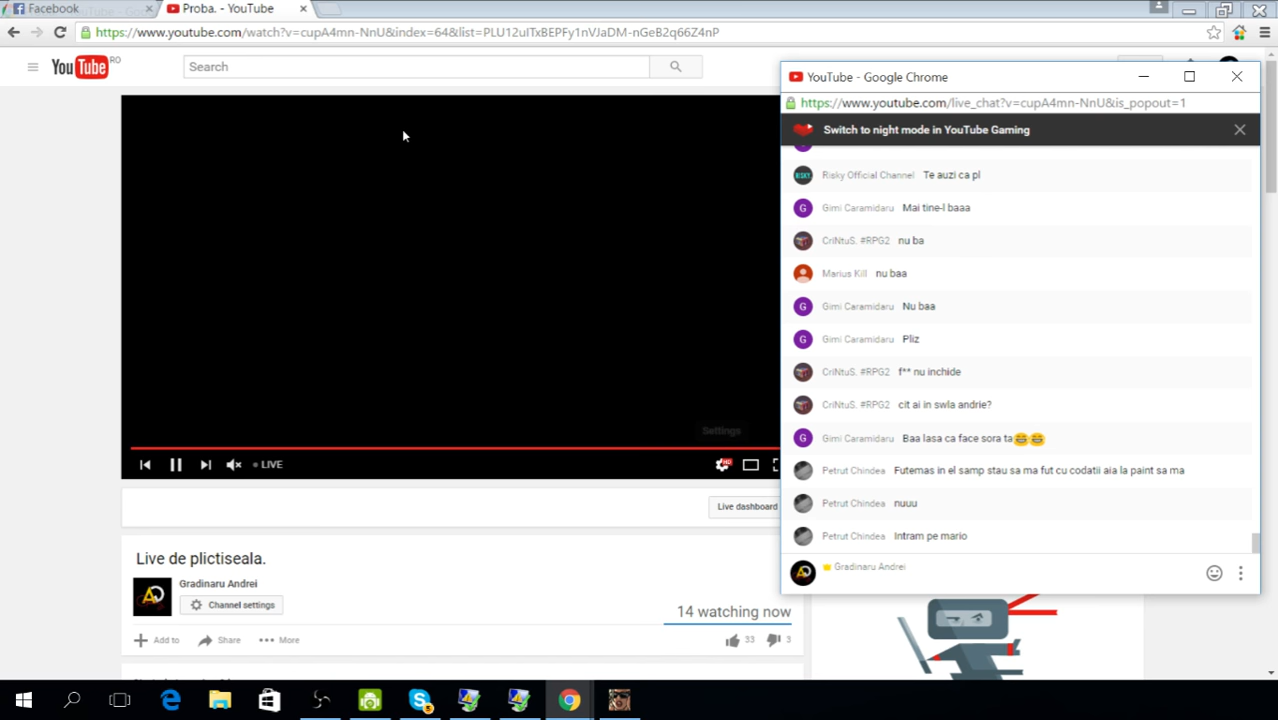 Facebook
Proba. - YouTube
https://www.youtube.com/watch?v=cupA4mn-NnU&index=64&list=PLU12uITxBEPFy1nVJaDM-nGeB2q66Z4nP
YouTube RO
Search
YouTube - Google Chrome
https://www.youtube.com/live_chat?v=cupA4mn-NnU&is_popout=1
Switch to night mode in YouTube Gaming
RISKY Risky Official Channel Te auzi ca pl
G Gimi Caramidaru Mai tine-l baaa
CriNtuS. #RPG2 nu ba
Marius Kill nu baa
G Gimi Caramidaru Nu baa
G Gimi Caramidaru Pliz
CriNtuS. #RPG2 f** nu inchide
CriNtuS. #RPG2 cit ai in swla andrie?
G Gimi Caramidaru Baa lasa ca face sora ta😂😂
Petrut Chindea Futemas in el samp stau sa ma fut cu codatii aia la paint sa ma
Petrut Chindea nuuu
Petrut Chindea Intram pe mario
Gradinaru Andrei
Settings
LIVE
HD
Live dashboard
Live de plictiseala.
Gradinaru Andrei
Channel settings
14 watching now
Add to
Share
More
33
3